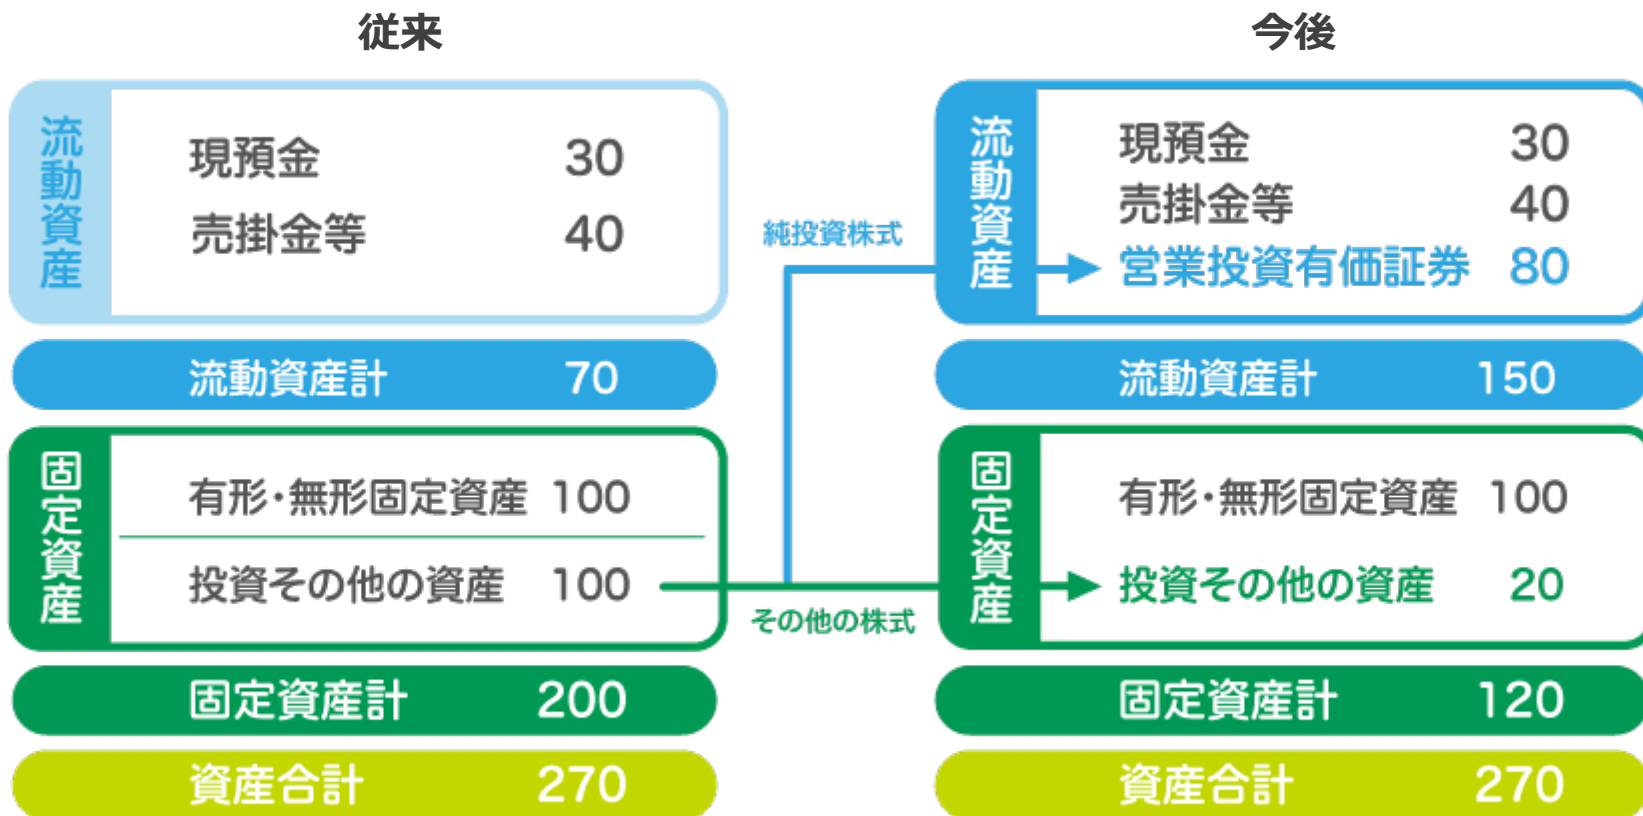 従来
流動資産
現預金 30
売掛金等 40
流動資産計 70
固定資産
有形・無形固定資産 100
投資その他の資産 100
固定資産計 200
資産合計 270
純投資株式
その他の株式
今後
流動資産
現預金 30
売掛金等 40
営業投資有価証券 80
流動資産計 150
固定資産
有形・無形固定資産 100
投資その他の資産 20
固定資産計 120
資産合計 270